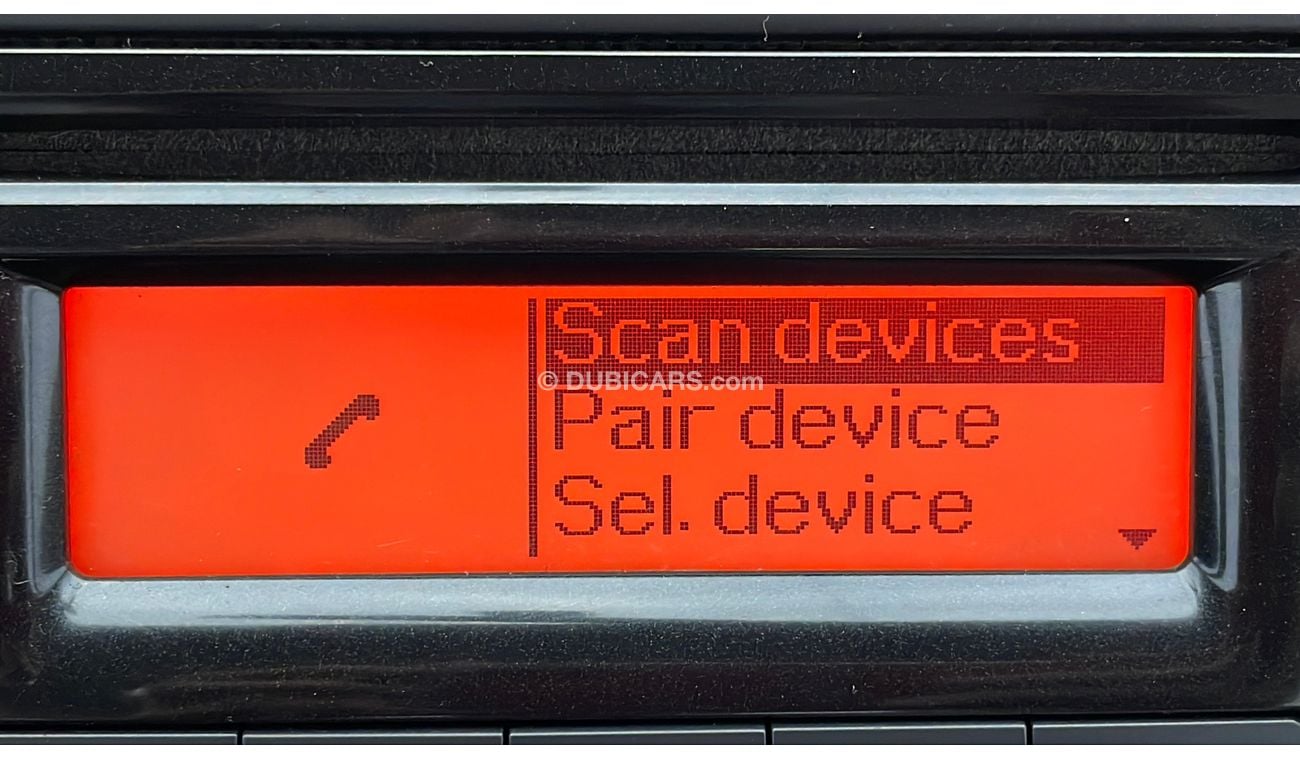 Scan devices
© DUBICARS.com
Pair device
Sel. device